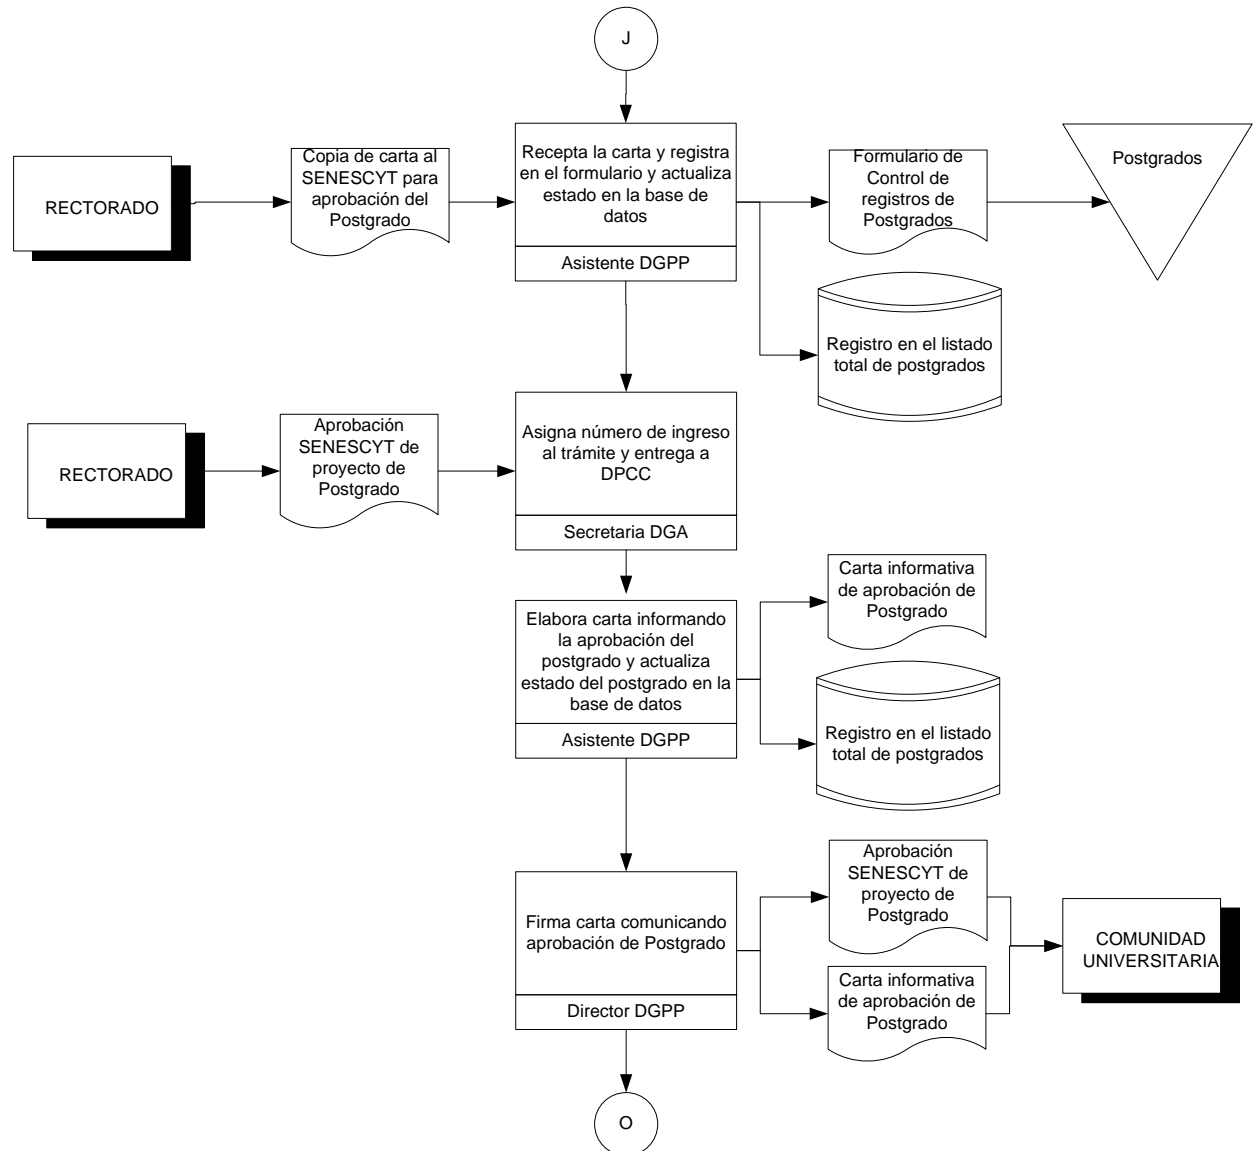 J
RECTORADO
Copia de carta al
SENESCYT para
aprobación del
Postgrado
Recepta la carta y registra
en el formulario y actualiza
estado en la base de
datos
Asistente DGPP
Formulario de
Control de
registros de
Postgrados
Postgrados
Registro en el listado
total de postgrados
RECTORADO
Aprobación
SENESCYT de
proyecto de
Postgrado
Asigna número de ingreso
al trámite y entrega a
DPCC
Secretaria DGA
Elabora carta informando
la aprobación del
postgrado y actualiza
estado del postgrado en la
base de datos
Asistente DGPP
Carta informativa
de aprobación de
Postgrado
Registro en el listado
total de postgrados
Firma carta comunicando
aprobación de Postgrado
Director DGPP
Aprobación
SENESCYT de
proyecto de
Postgrado
Carta informativa
de aprobación de
Postgrado
COMUNIDAD
UNIVERSITARIA
O